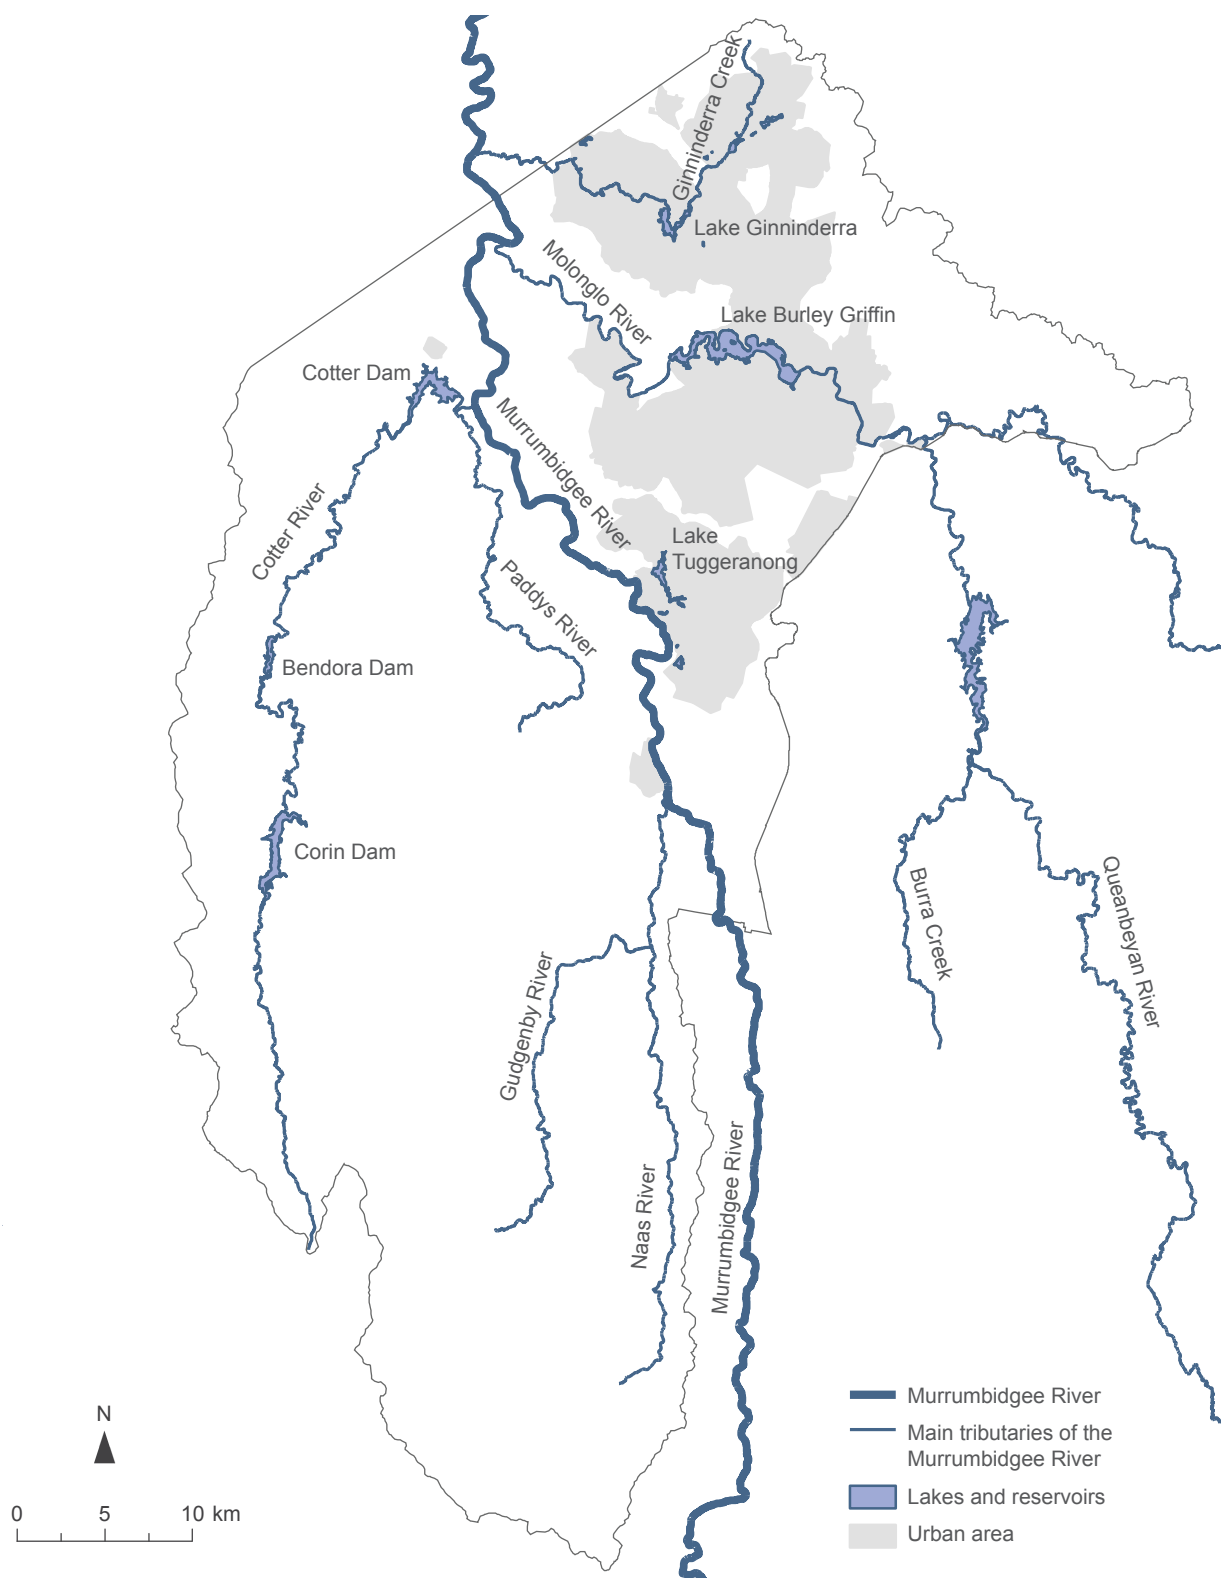 Ginninderra Creek
Lake Ginninderra
Molonglo River
Lake Burley Griffin
Cotter Dam
Murrumbidgee River
Cotter River
Lake
Tuggeranong
Paddys River
Bendora Dam
Corin Dam
Burra Creek
Queanbeyan River
Gudgenby River
Naas River
Murrumbidgee River
N
0 5 10 km
Murrumbidgee River
Main tributaries of the
Murrumbidgee River
Lakes and reservoirs
Urban area